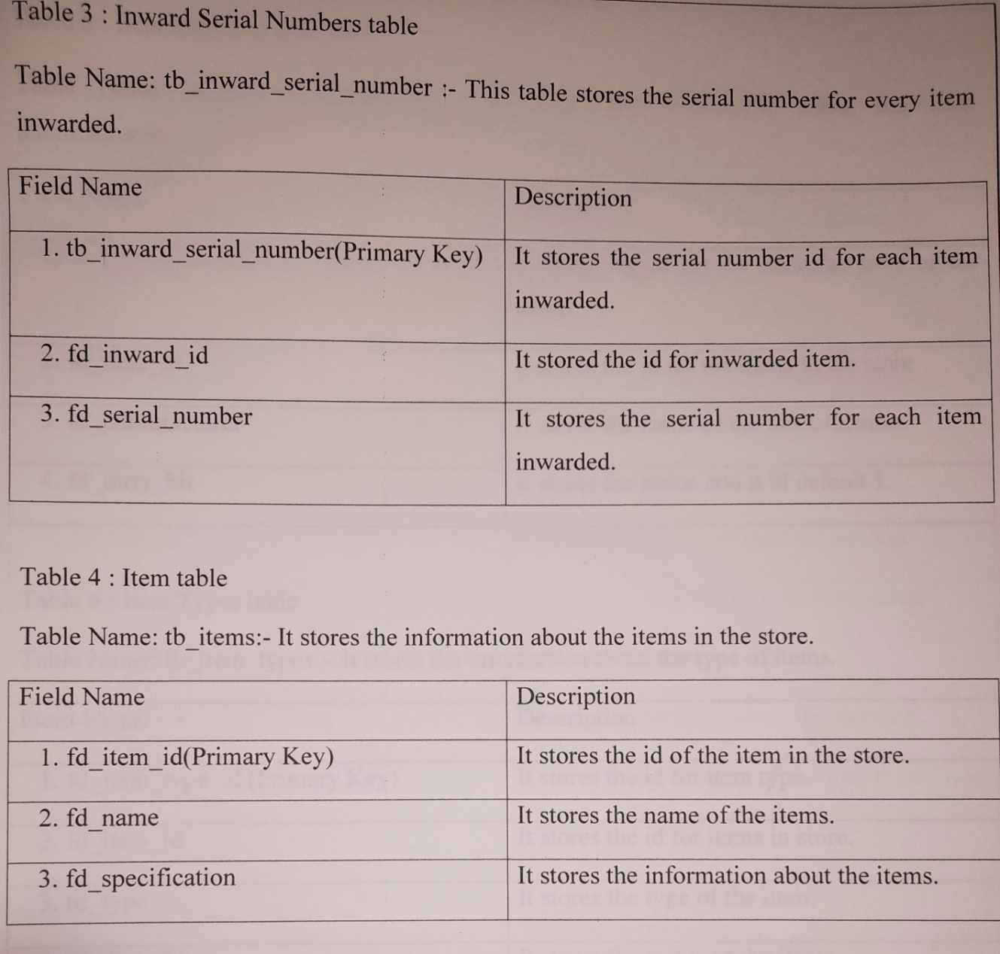 Table 3 : Inward Serial Numbers table
Table Name: tb_inward_serial_number :- This table stores the serial number for every item
inwarded.
Field Name
Description
1. tb_inward_serial_number(Primary Key)
It stores the serial number id for each item
inwarded.
2. fd_inward_id
It stored the id for inwarded item.
3. fd_serial_number
It stores the serial number for each item
inwarded.
Table 4 : Item table
Table Name: tb_items:- It stores the information about the items in the store.
Field Name
Description
1. fd_item_id(Primary Key)
It stores the id of the item in the store.
2. fd_name
It stores the name of the items.
3. fd_specification
It stores the information about the items.